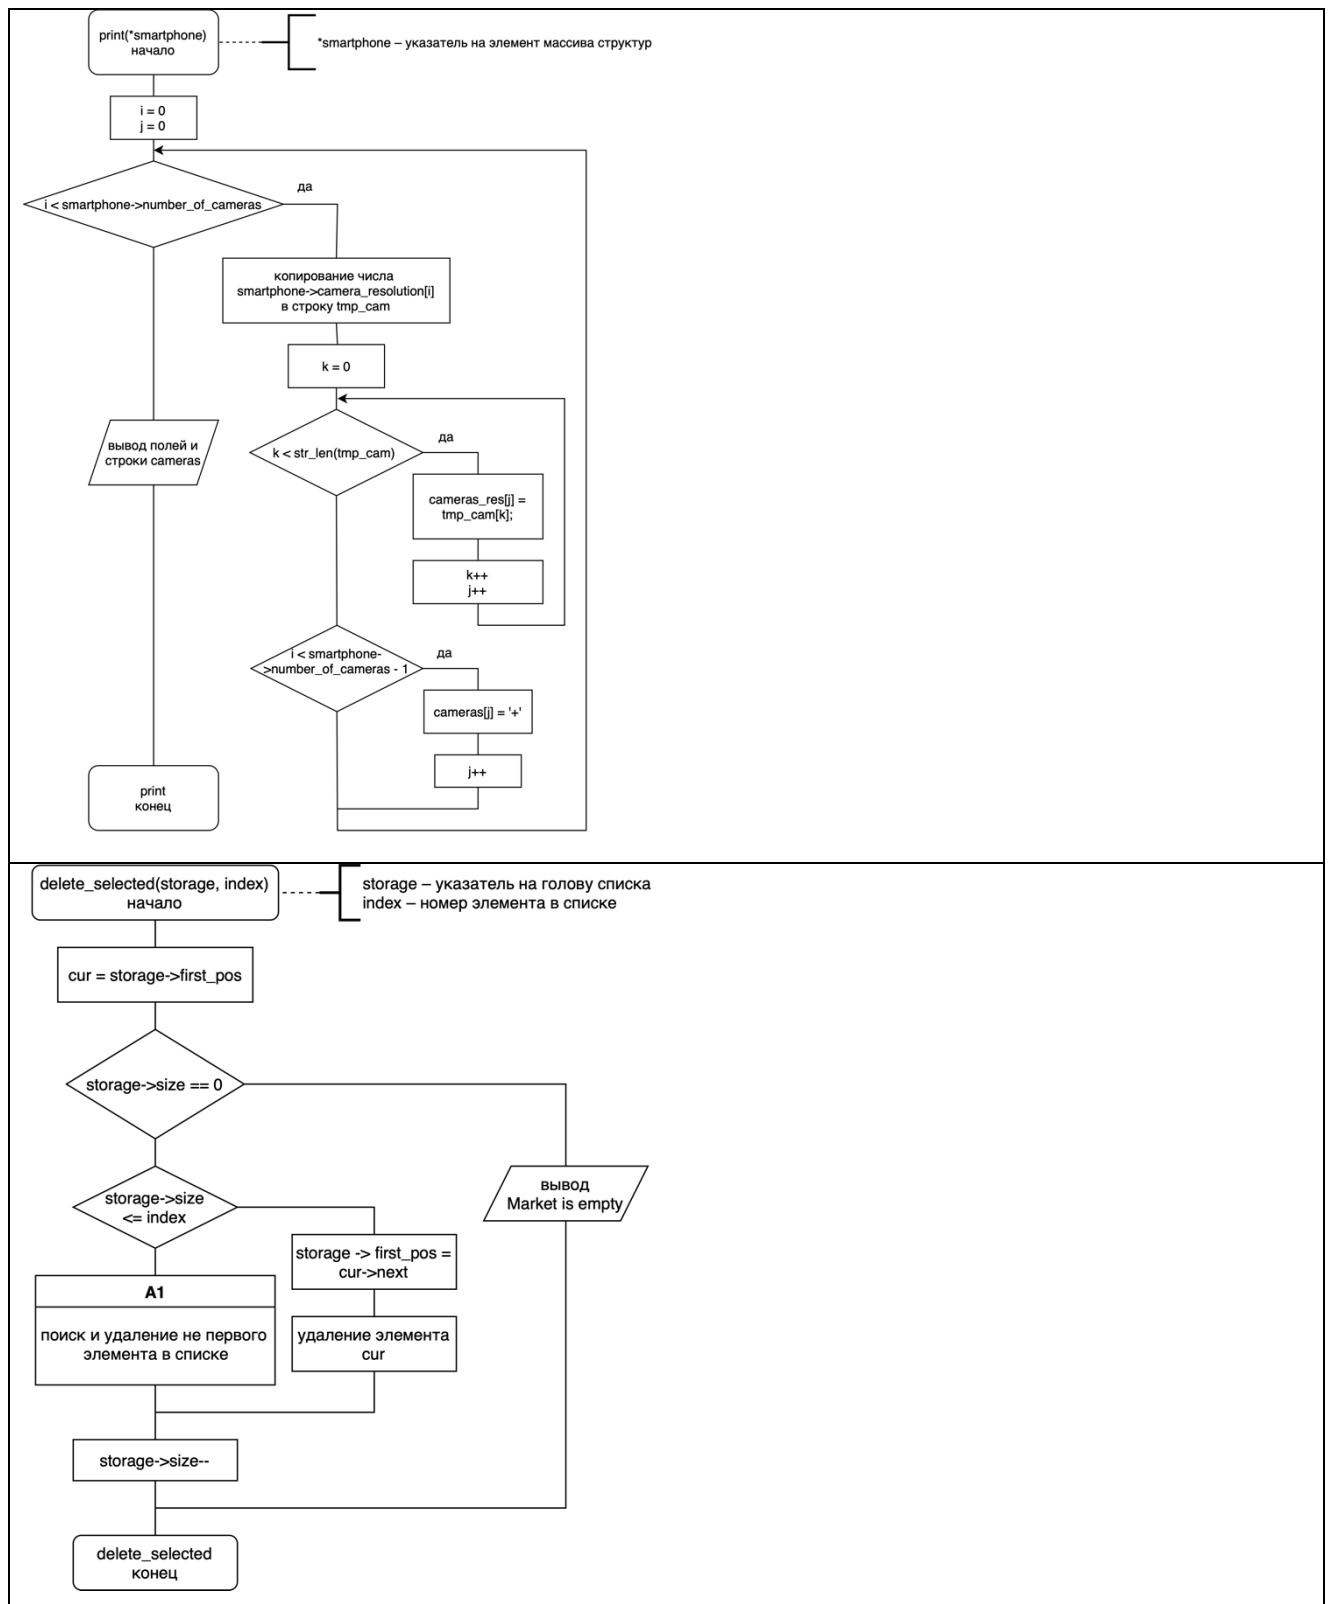 print(*smartphone)
начало
*smartphone – указатель на элемент массива структур
i = 0
j = 0
i < smartphone->number_of_cameras
да
копирование числа
smartphone->camera_resolution[i]
в строку tmp_cam
k = 0
k < str_len(tmp_cam)
да
cameras_res[j] =
tmp_cam[k];
k++
j++
вывод полей и
строки cameras
i < smartphone-
>number_of_cameras - 1
да
cameras[j] = '+'
j++
print
конец
delete_selected(storage, index)
начало
storage – указатель на голову списка
index – номер элемента в списке
cur = storage->first_pos
storage->size == 0
вывод
Market is empty
storage->size
<= index
storage -> first_pos =
cur->next
удаление элемента
cur
A1
поиск и удаление не первого
элемента в списке
storage->size--
delete_selected
конец